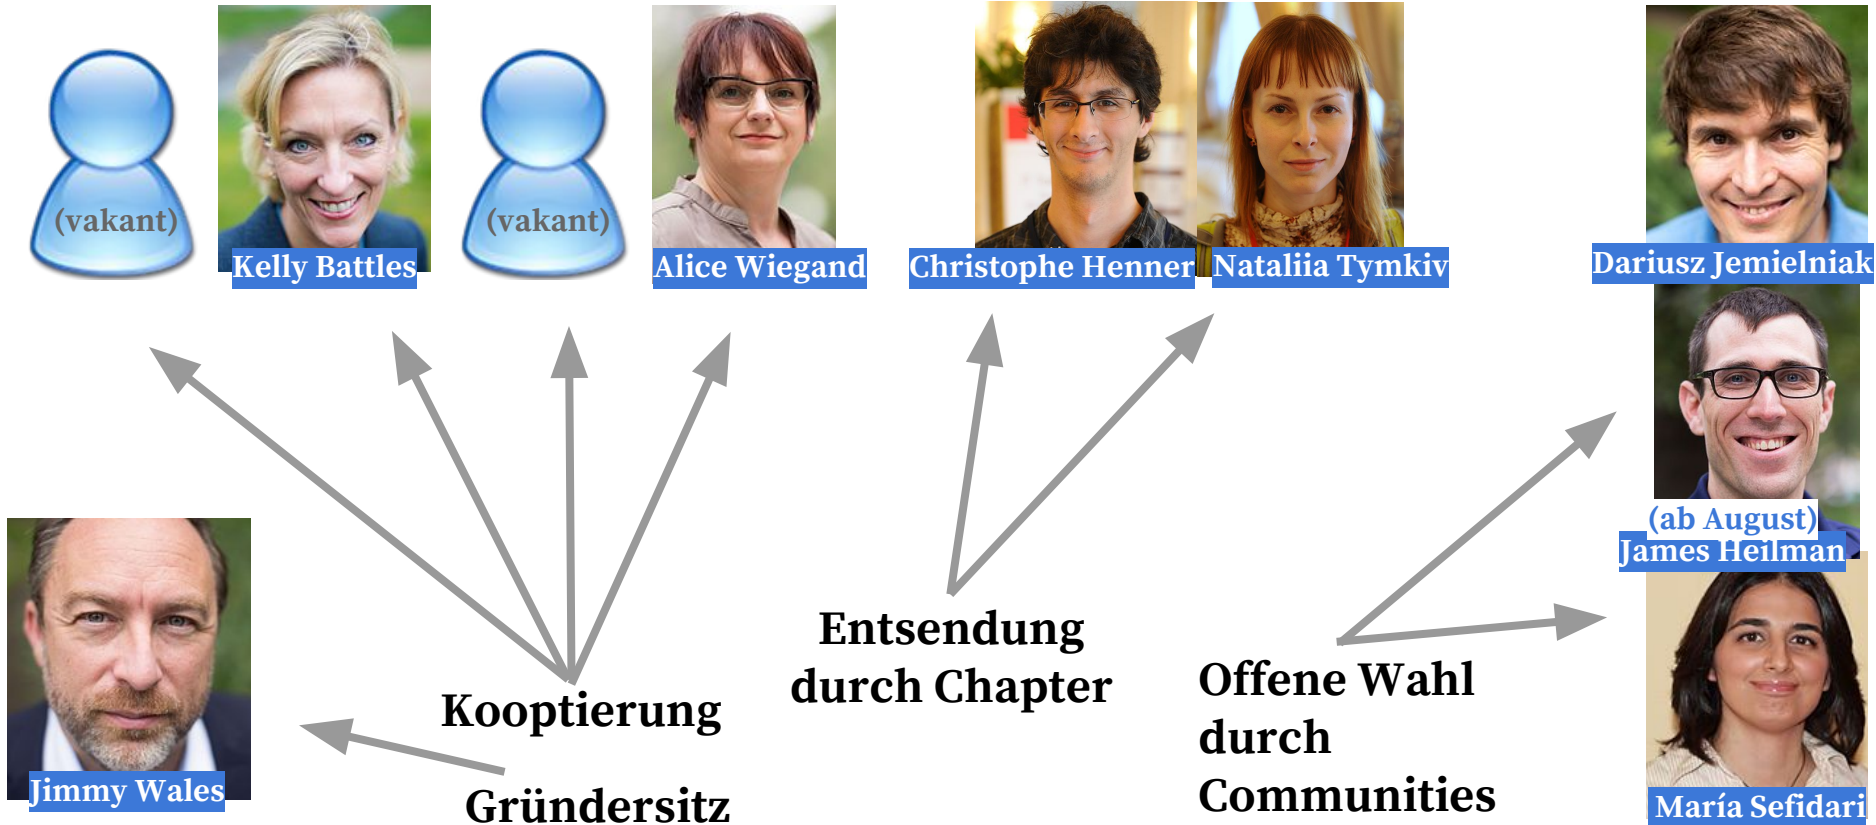 (vakant)
Kelly Battles
(vakant)
Alice Wiegand
Christophe Henner
Nataliia Tymkiv
Dariusz Jemielniak
(ab August)
James Heilman
María Sefidari
Jimmy Wales
Kooptierung
Gründersitz
Entsendung
durch Chapter
Offene Wahl
durch
Communities